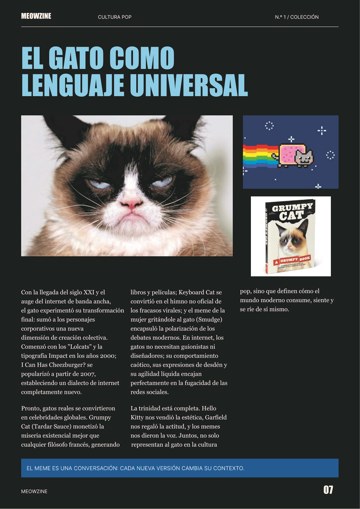 MEOWZINE
CULTURA POP
N.º 1 / COLECCIÓN
EL GATO COMO
LENGUAJE UNIVERSAL
GRUMPY
CAT
A GRUMPY BOOK
Con la llegada del siglo XXI y el
auge del internet de banda ancha,
el gato experimentó su transformación
final: sumó a los personajes
corporativos una nueva
dimensión de creación colectiva.
Comenzó con los "Lolcats" y la
tipografía Impact en los años 2000;
I Can Has Cheezburger? se
popularizó a partir de 2007,
estableciendo un dialecto de internet
completamente nuevo.
Pronto, gatos reales se convirtieron
en celebridades globales. Grumpy
Cat (Tardar Sauce) monetizó la
miseria existencial mejor que
cualquier filósofo francés, generando
libros y películas; Keyboard Cat se
convirtió en el himno no oficial de
los fracasos virales; y el meme de la
mujer gritándole al gato (Smudge)
encapsuló la polarización de los
debates modernos. En internet, los
gatos no necesitan guionistas ni
diseñadores; su comportamiento
caótico, sus expresiones de desdén y
su agilidad líquida encajan
perfectamente en la fugacidad de las
redes sociales.
La trinidad está completa. Hello
Kitty nos vendió la estética, Garfield
nos regaló la actitud, y los memes
nos dieron la voz. Juntos, no solo
representan al gato en la cultura
pop, sino que definen cómo el
mundo moderno consume, siente y
se ríe de sí mismo.
EL MEME ES UNA CONVERSACIÓN: CADA NUEVA VERSIÓN CAMBIA SU CONTEXTO.
MEOWZINE
07